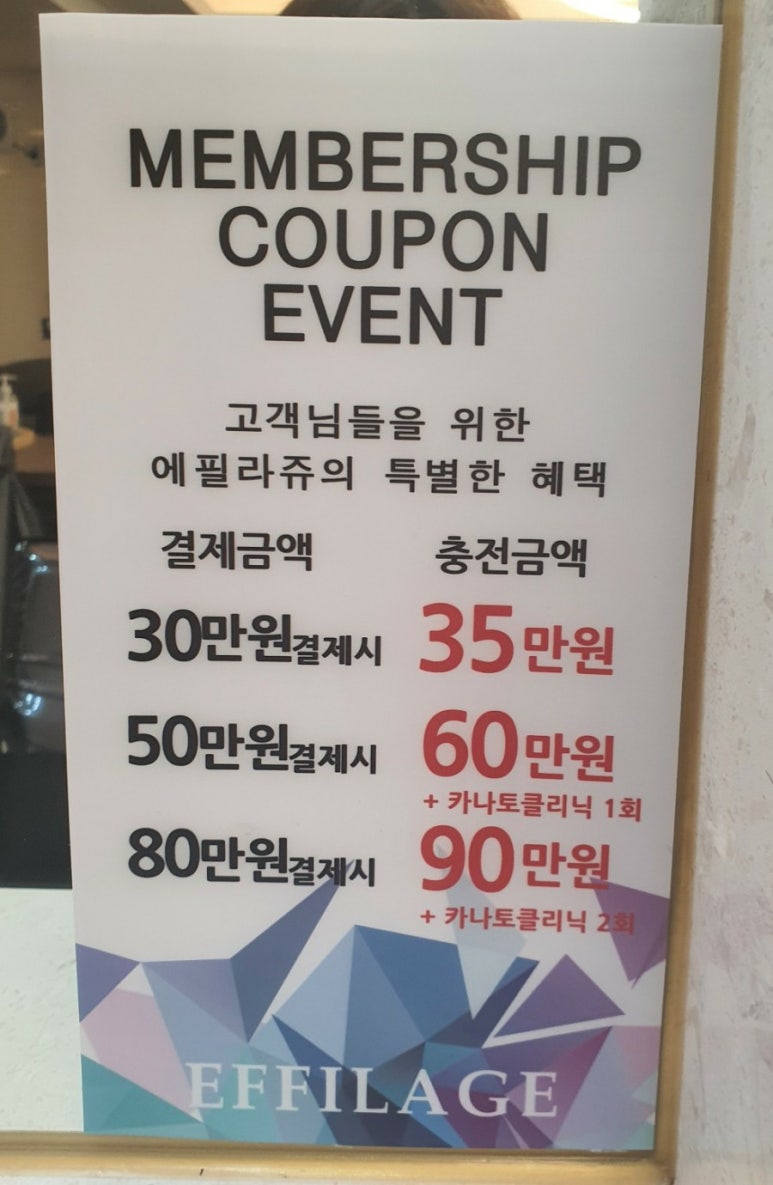 MEMBERSHIP
COUPON
EVENT
고객님들을 위한
에필라쥬의 특별한 혜택
결제금액 충전금액
30만원결제시 35만원
50만원결제시 60만원
+ 카나토클리닉 1회
80만원결제시 90만원
+ 카나토클리닉 2회
EFFILAGE